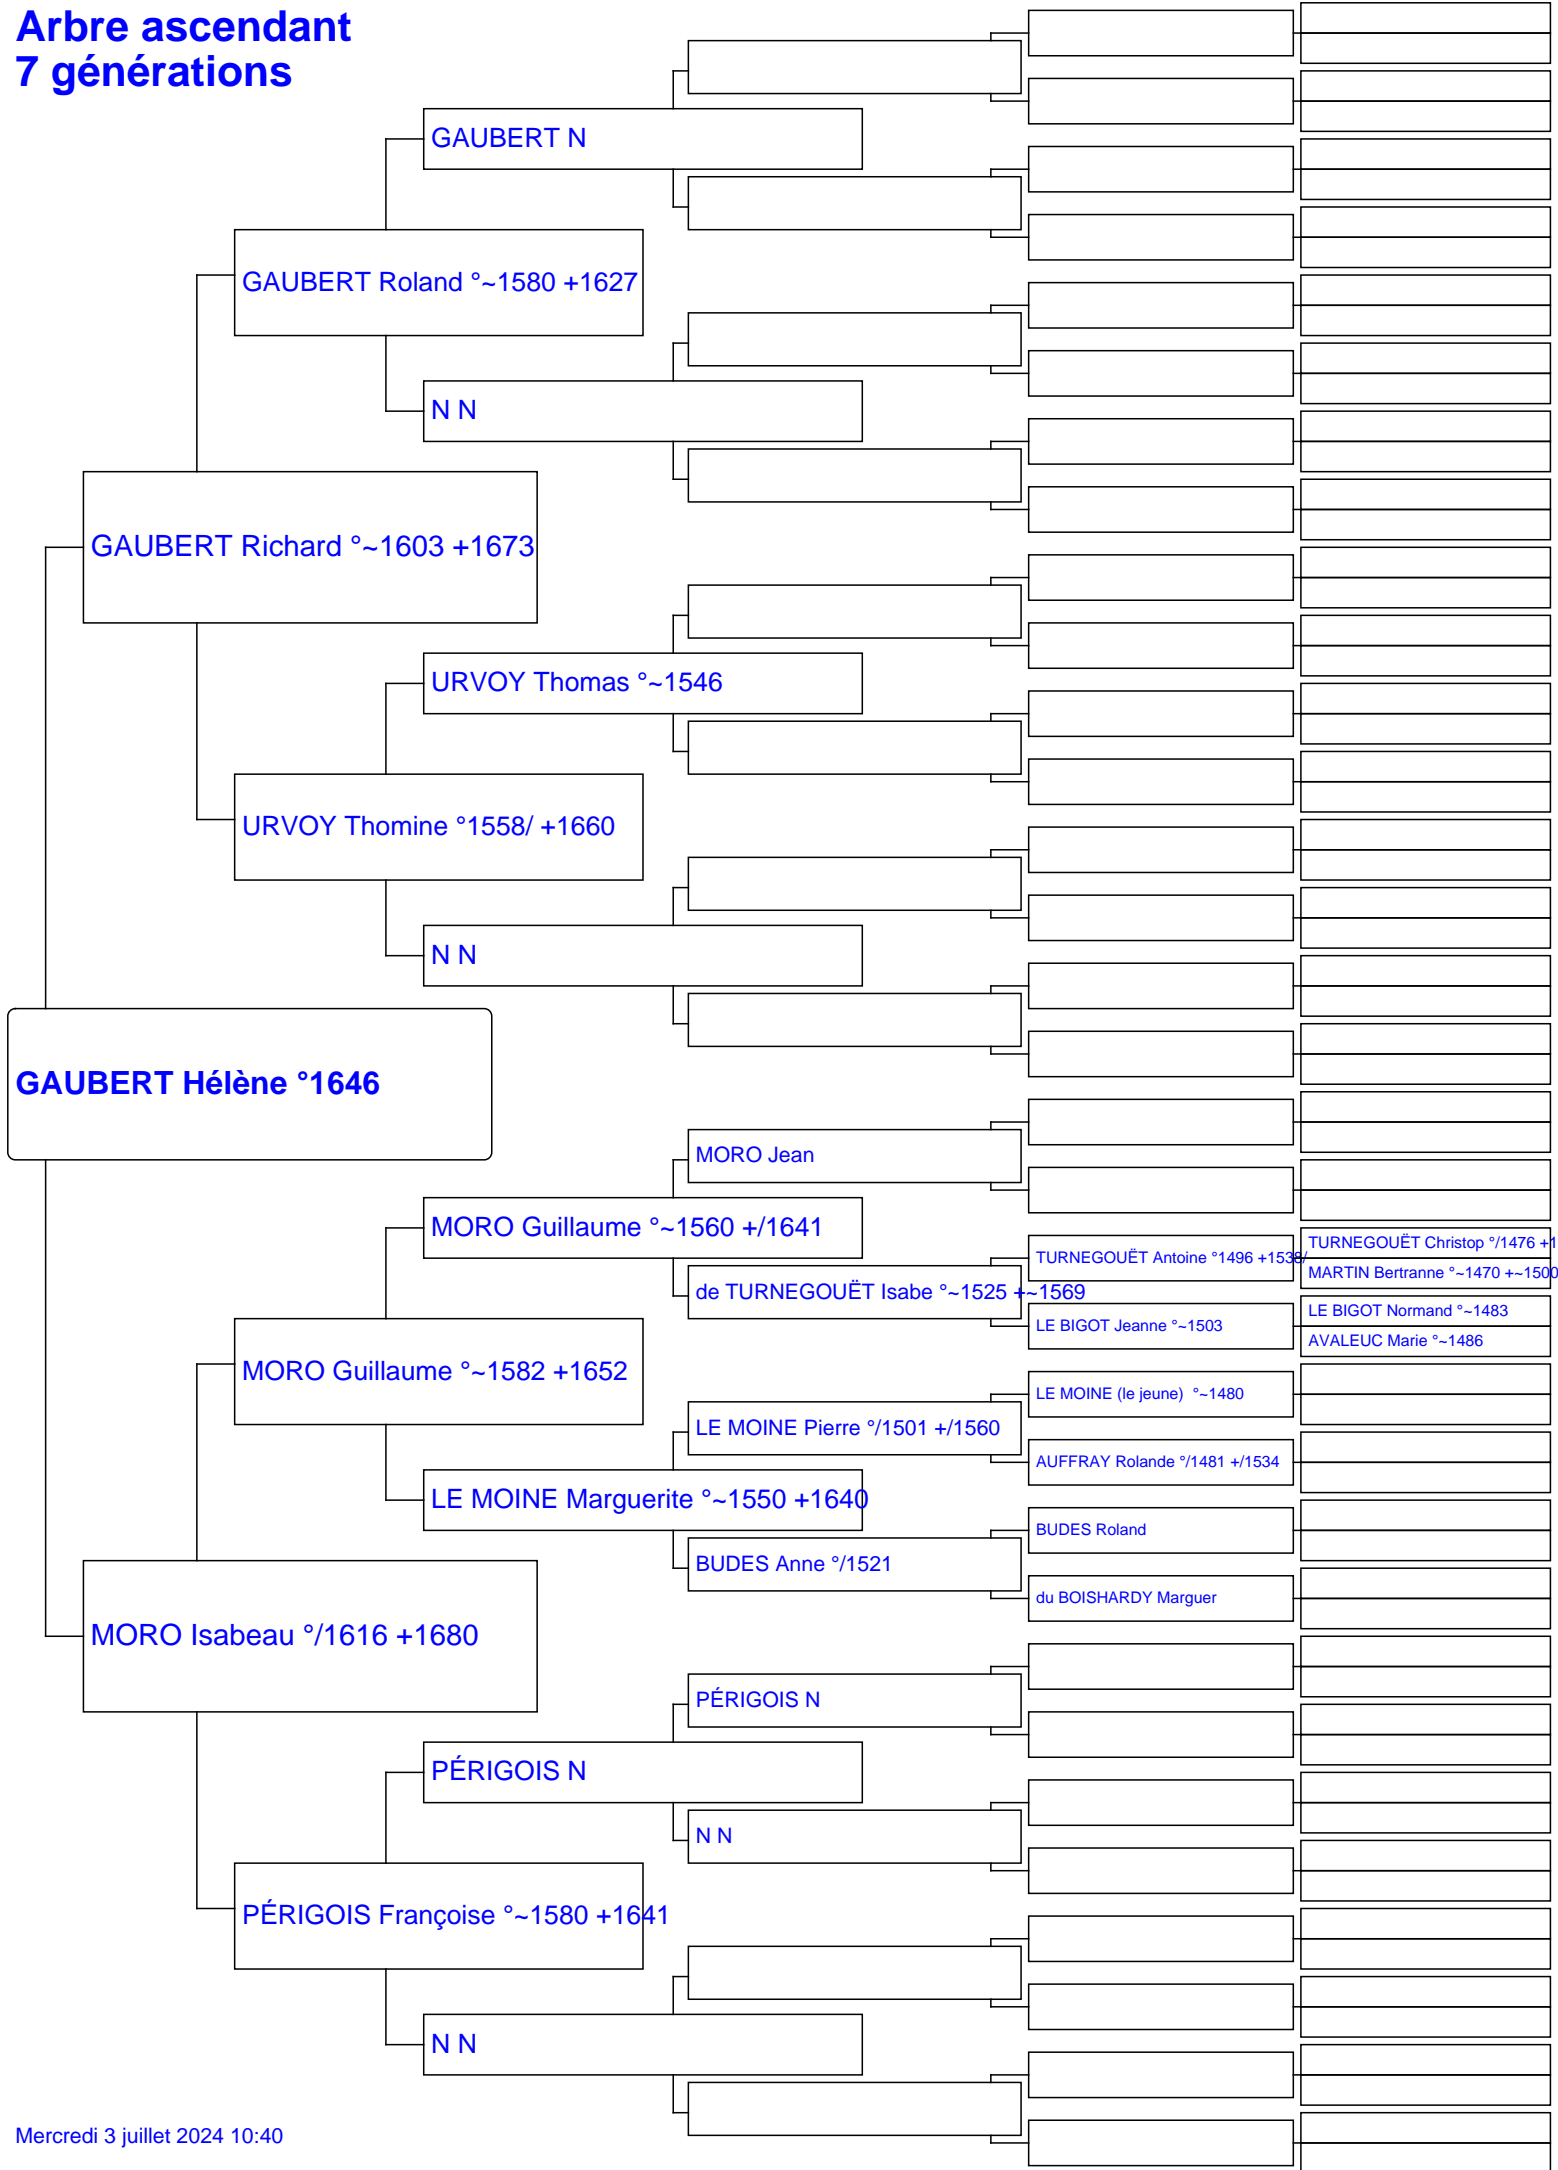 Arbre ascendant
7 générations
GAUBERT N
GAUBERT Roland °~1580 +1627
N N
GAUBERT Richard °~1603 +1673
URVOY Thomas °~1546
URVOY Thomine °1558/ +1660
N N
GAUBERT Hélène °1646
MORO Jean
MORO Guillaume °~1560 +/1641
TURNEGOUËT Christop °/1476 +1
TURNEGOUËT Antoine °1496 +1538/
MARTIN Bertranne °~1470 +~1500
de TURNEGOUËT Isabe °~1525 +~1569
LE BIGOT Normand °~1483
LE BIGOT Jeanne °~1503
AVALEUC Marie °~1486
MORO Guillaume °~1582 +1652
LE MOINE (le jeune) °~1480
LE MOINE Pierre °/1501 +/1560
AUFFRAY Rolande °/1481 +/1534
LE MOINE Marguerite °~1550 +1640
BUDES Roland
BUDES Anne °/1521
du BOISHARDY Marguer
MORO Isabeau °/1616 +1680
PÉRIGOIS N
PÉRIGOIS N
N N
PÉRIGOIS Françoise °~1580 +1641
N N
Mercredi 3 juillet 2024 10:40